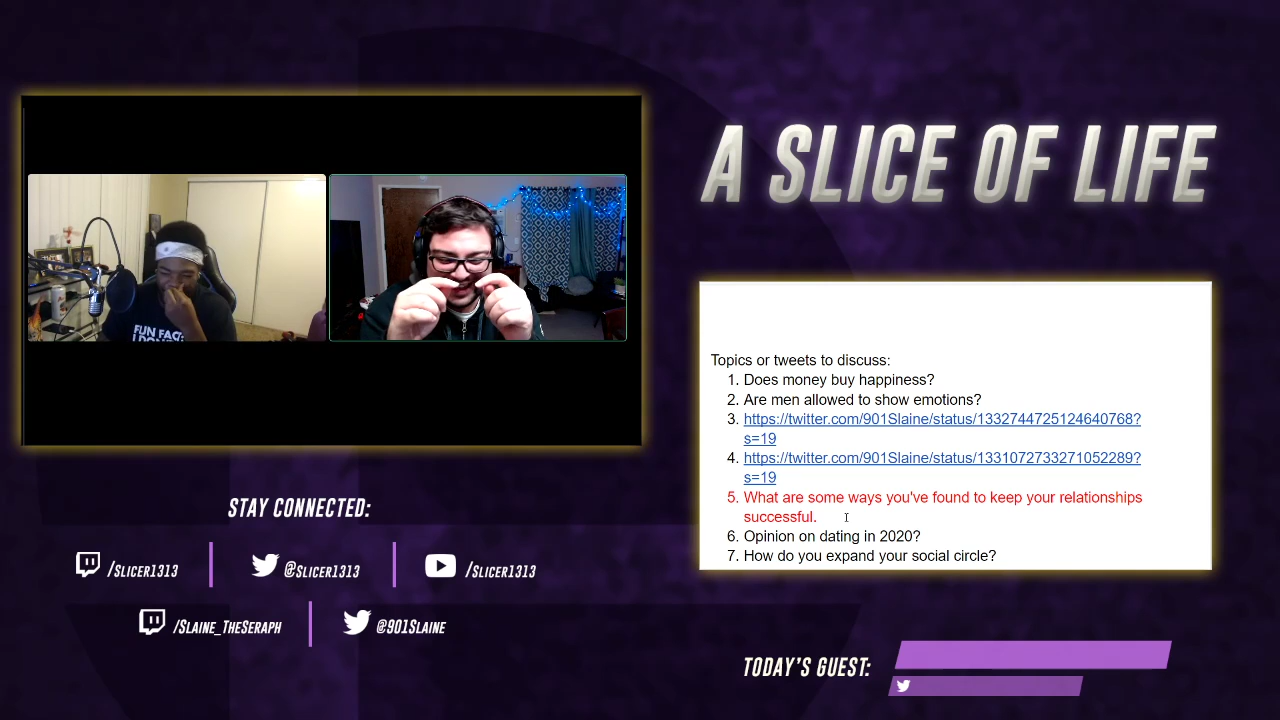 A SLICE OF LIFE
FUN FACT:
Topics or tweets to discuss:
1. Does money buy happiness?
2. Are men allowed to show emotions?
3. https://twitter.com/901Slaine/status/1332744725124640768?
s=19
4. https://twitter.com/901Slaine/status/1331072733271052289?
s=19
5. What are some ways you've found to keep your relationships
successful.
6. Opinion on dating in 2020?
7. How do you expand your social circle?
STAY CONNECTED:
/SLICER1313
@SLICER1313
/SLICER1313
/SLAINE_THESERAPH
@901SLAINE
TODAY'S GUEST: